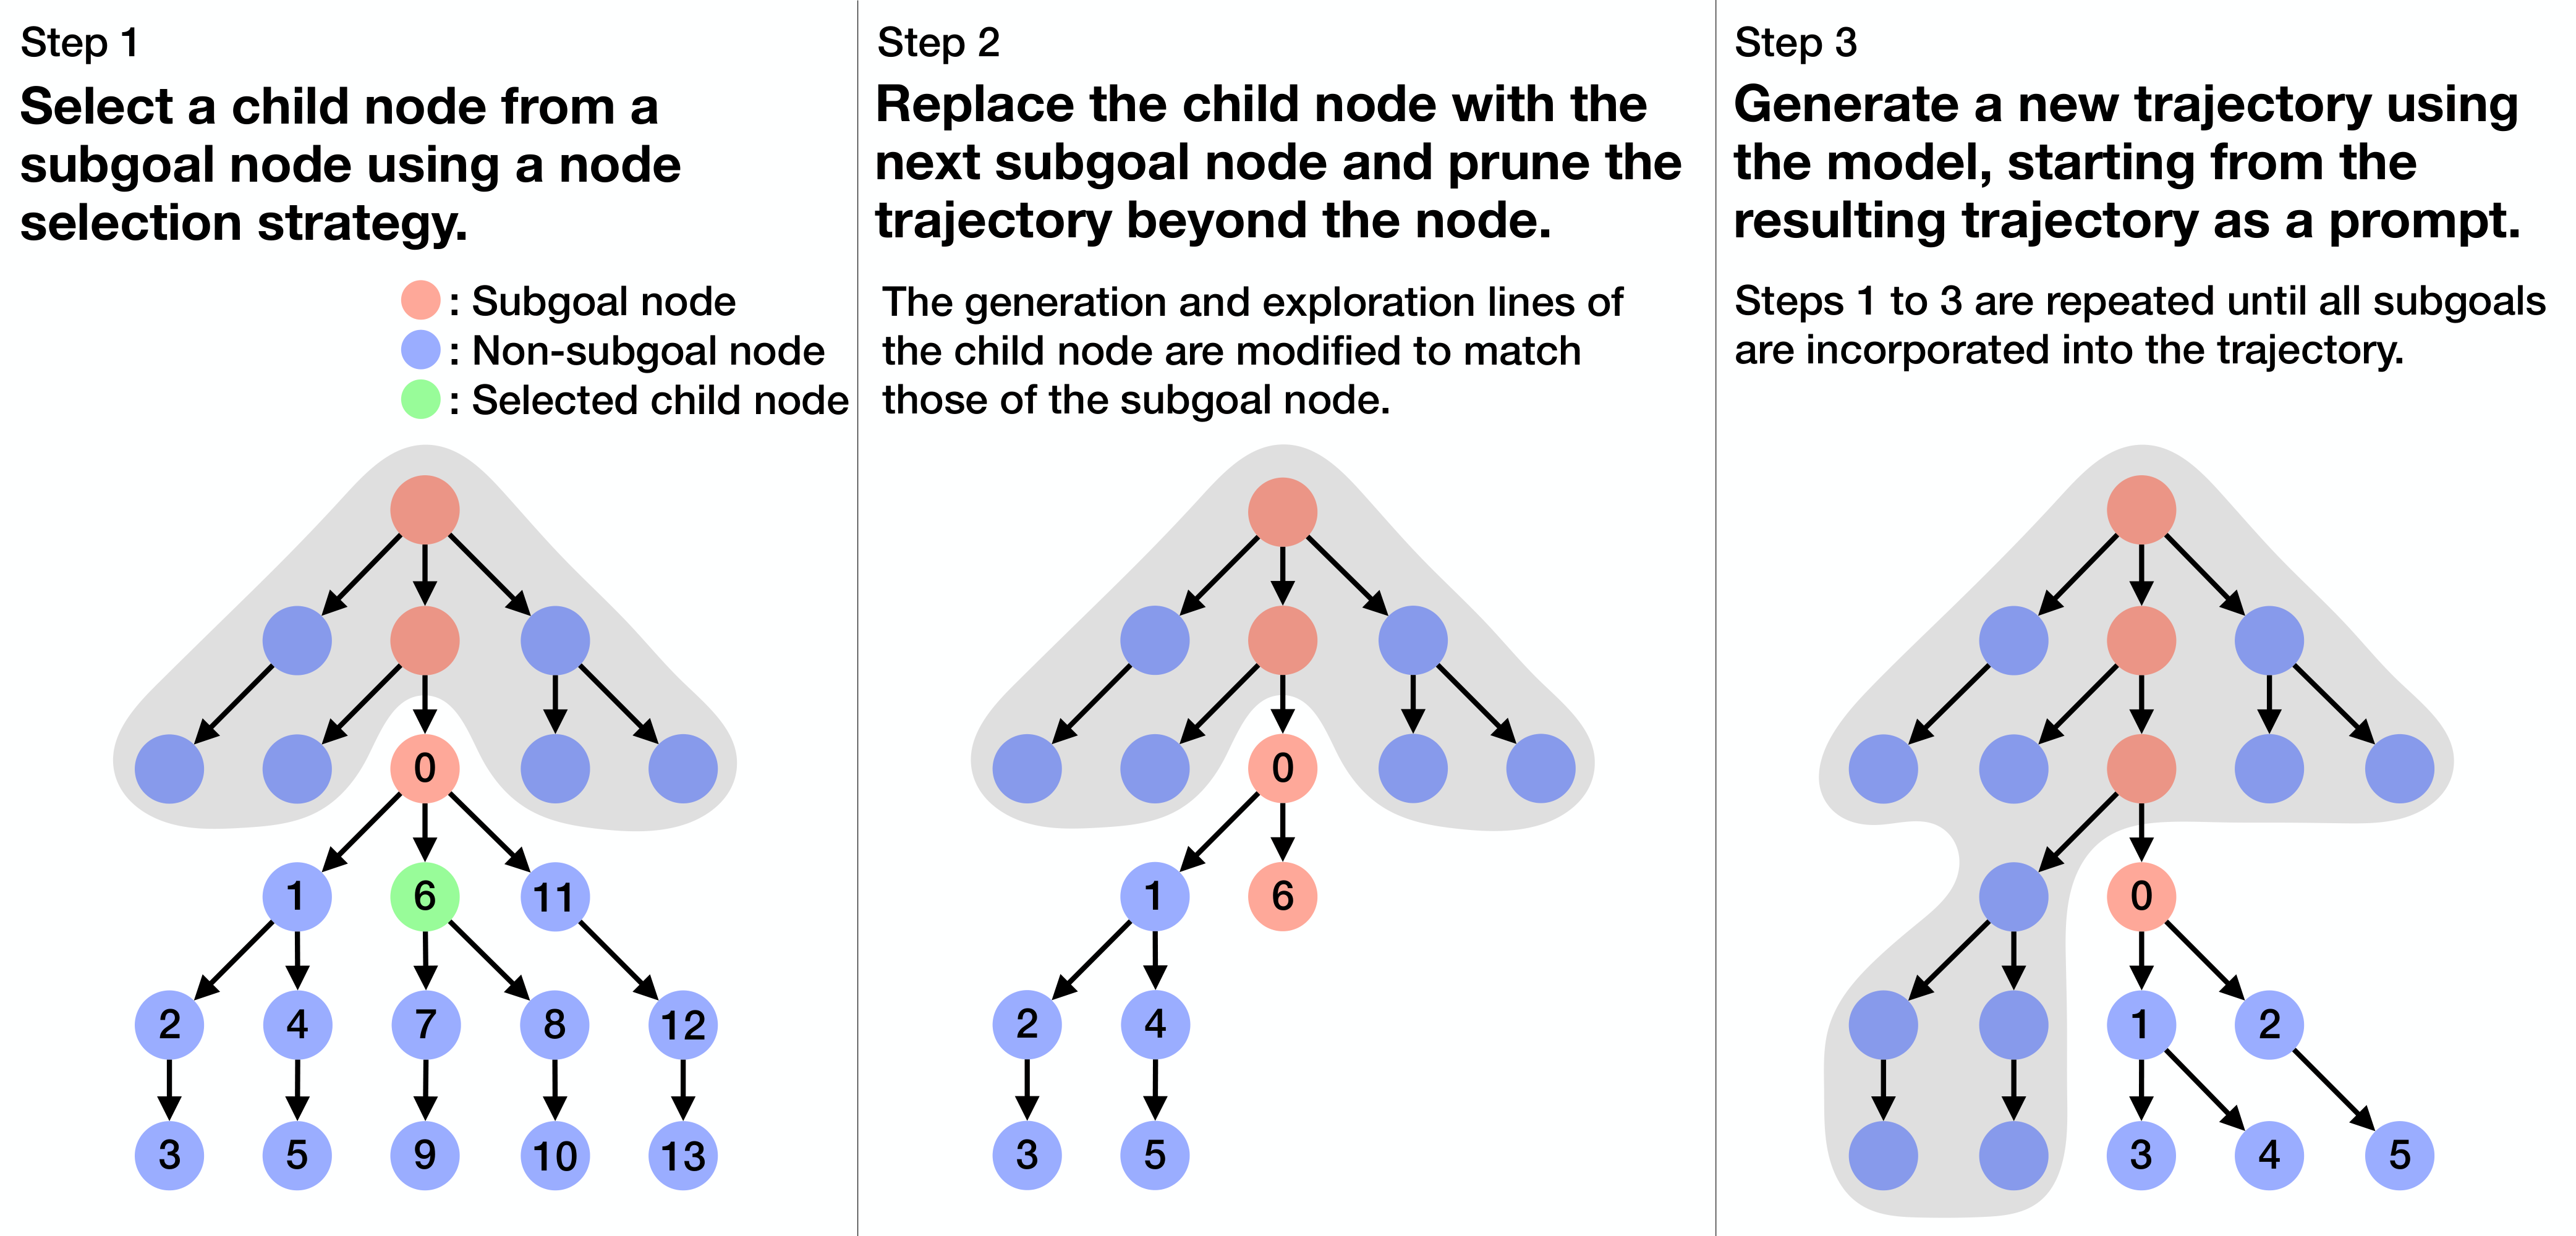 Step 1
Select a child node from a
subgoal node using a node
selection strategy.
: Subgoal node
: Non-subgoal node
: Selected child node
0
1
6
11
2
4
7
8
12
3
5
9
10
13
Step 2
Replace the child node with the
next subgoal node and prune the
trajectory beyond the node.
The generation and exploration lines of
the child node are modified to match
those of the subgoal node.
0
1
6
2
4
3
5
Step 3
Generate a new trajectory using
the model, starting from the
resulting trajectory as a prompt.
Steps 1 to 3 are repeated until all subgoals
are incorporated into the trajectory.
0
1
2
3
4
5